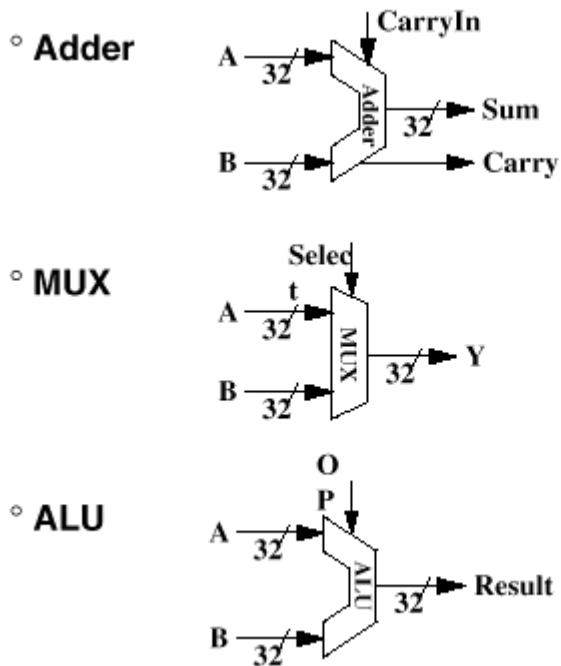 ° Adder
CarryIn
A
32
Adder
32
Sum
B
32
Carry
° MUX
Selec
t
A
32
MUX
32
Y
B
32
° ALU
O
P
A
32
ALU
32
Result
B
32